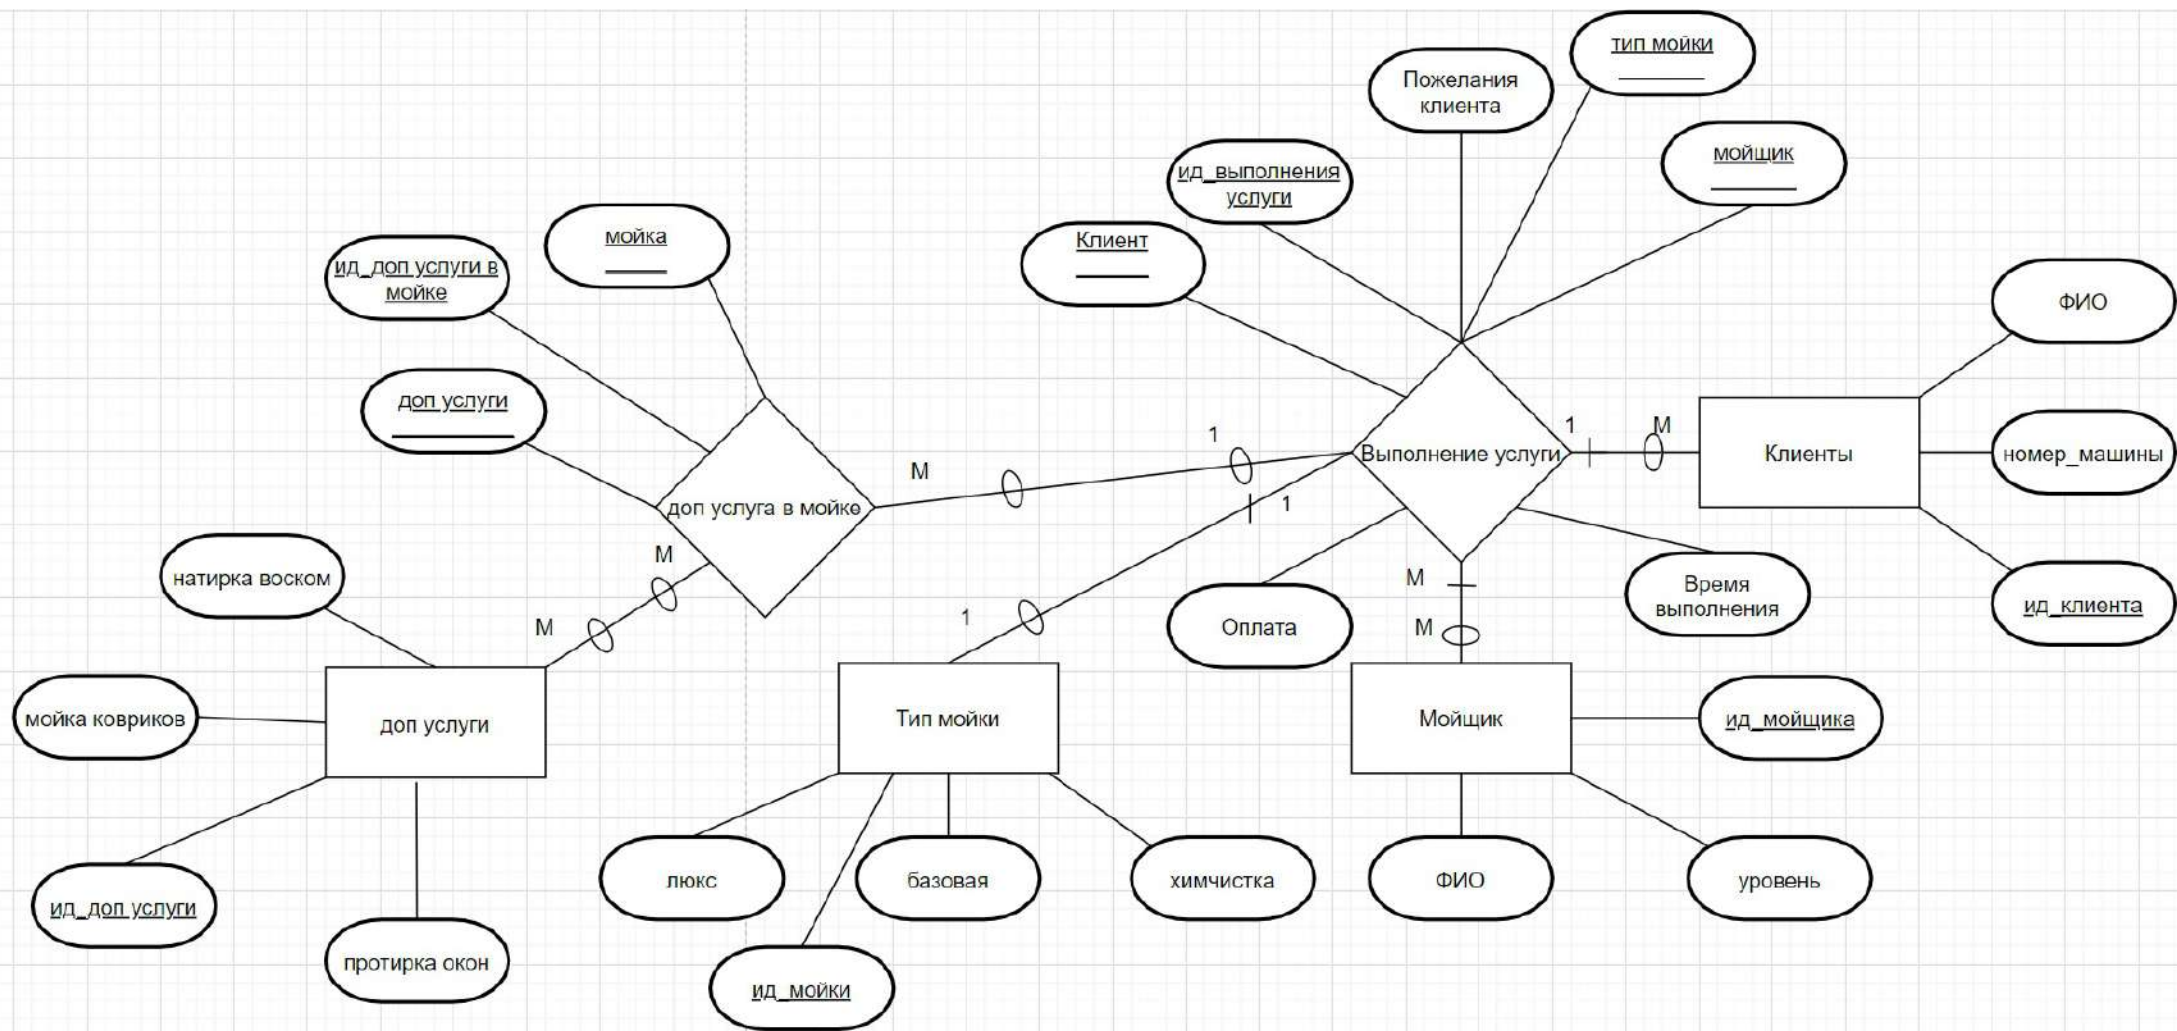 тип мойки
Пожелания
клиента
мойщик
ид_выполнения
услуги
Клиент
мойка
ид_доп услуги в
мойке
ФИО
доп услуги
1
М
1
М
Выполнение услуги
Клиенты
номер_машины
доп услуга в мойке
1
М
натирка воском
М
Время
выполнения
ид_клиента
М
1
Оплата
М
мойка ковриков
доп услуги
Тип мойки
Мойщик
ид_мойщика
люкс
базовая
химчистка
ФИО
уровень
ид_доп услуги
протирка окон
ид_мойки